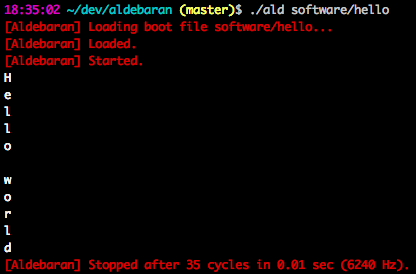 18:35:02 ~/dev/aldebaran (master)$ ./ald software/hello
[Aldebaran] Loading boot file software/hello...
[Aldebaran] Loaded.
[Aldebaran] Started.
H
e
l
l
o

w
o
r
l
d
[Aldebaran] Stopped after 35 cycles in 0.01 sec (6240 Hz).